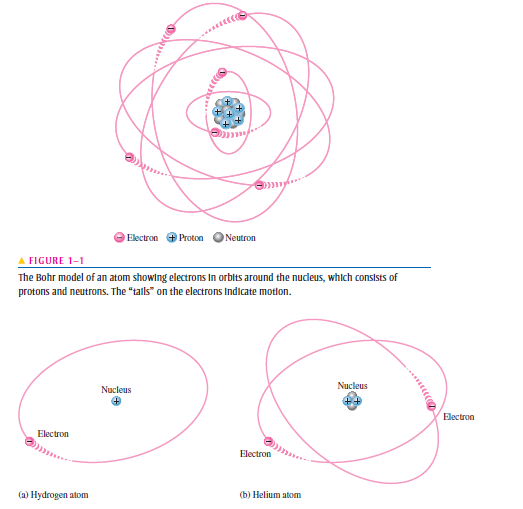 Electron Proton Neutron
FIGURE 1–1
The Bohr model of an atom showing electrons in orbits around the nucleus, which consists of
protons and neutrons. The “tails” on the electrons indicate motion.
Nucleus
Electron
(a) Hydrogen atom
Nucleus
Electron
Electron
(b) Helium atom